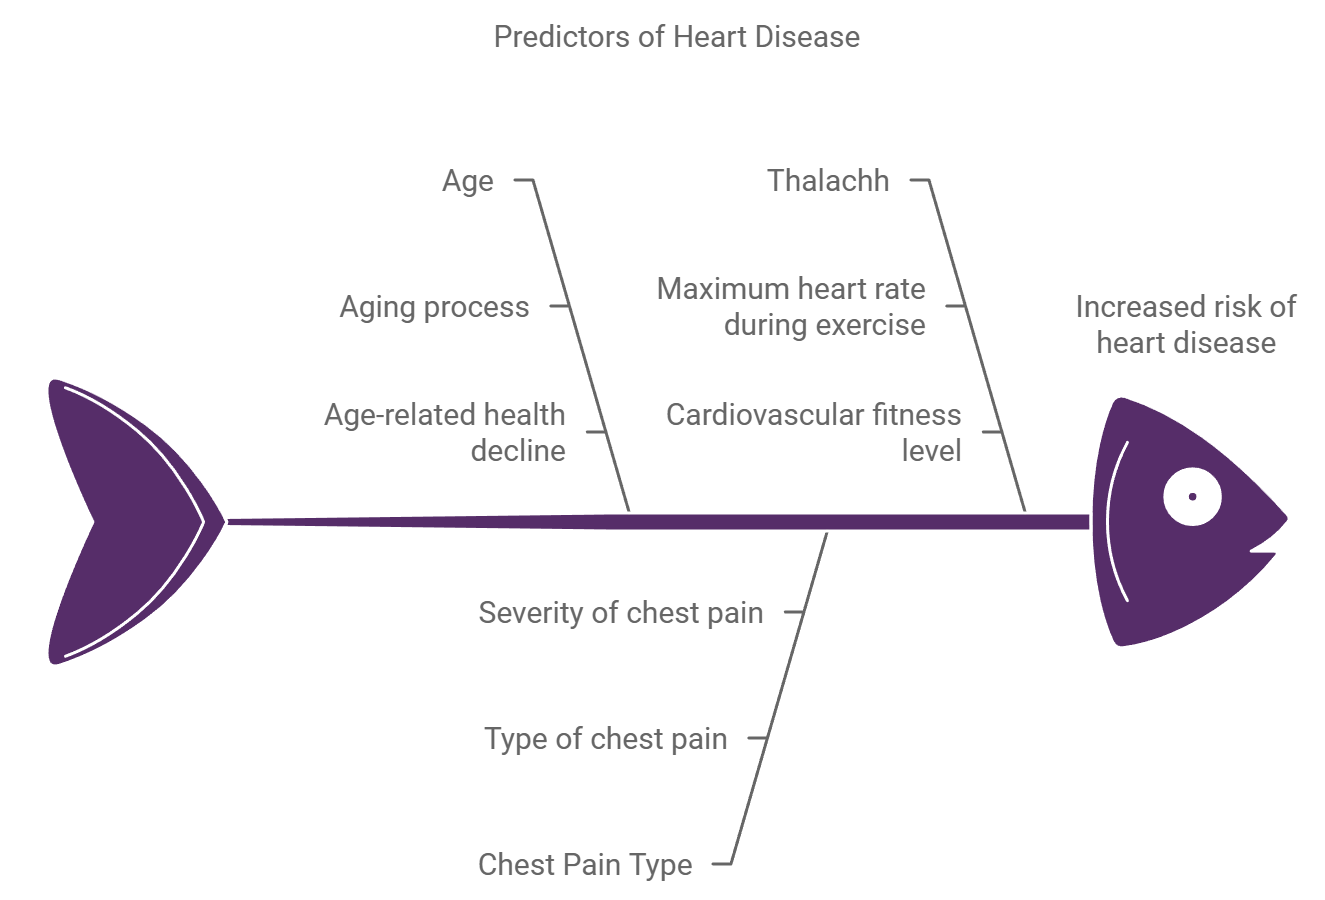 Predictors of Heart Disease
Age
Aging process
Age-related health
decline
Thalachh
Maximum heart rate
during exercise
Cardiovascular fitness
level
Increased risk of
heart disease
Severity of chest pain
Type of chest pain
Chest Pain Type